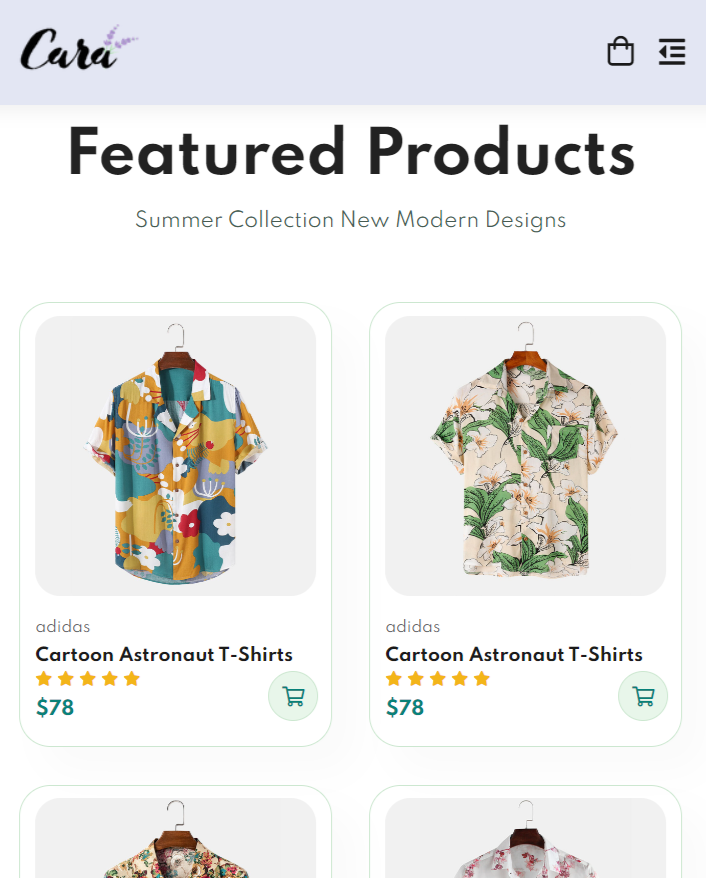 Cara
Featured Products
Summer Collection New Modern Designs
adidas
Cartoon Astronaut T-Shirts
$78
adidas
Cartoon Astronaut T-Shirts
$78